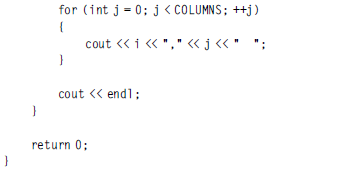 for (int j = 0; j < COLUMNS; ++j)
{
cout << i << "," << j << "  ";
}
cout << endl;
}
return 0;
}